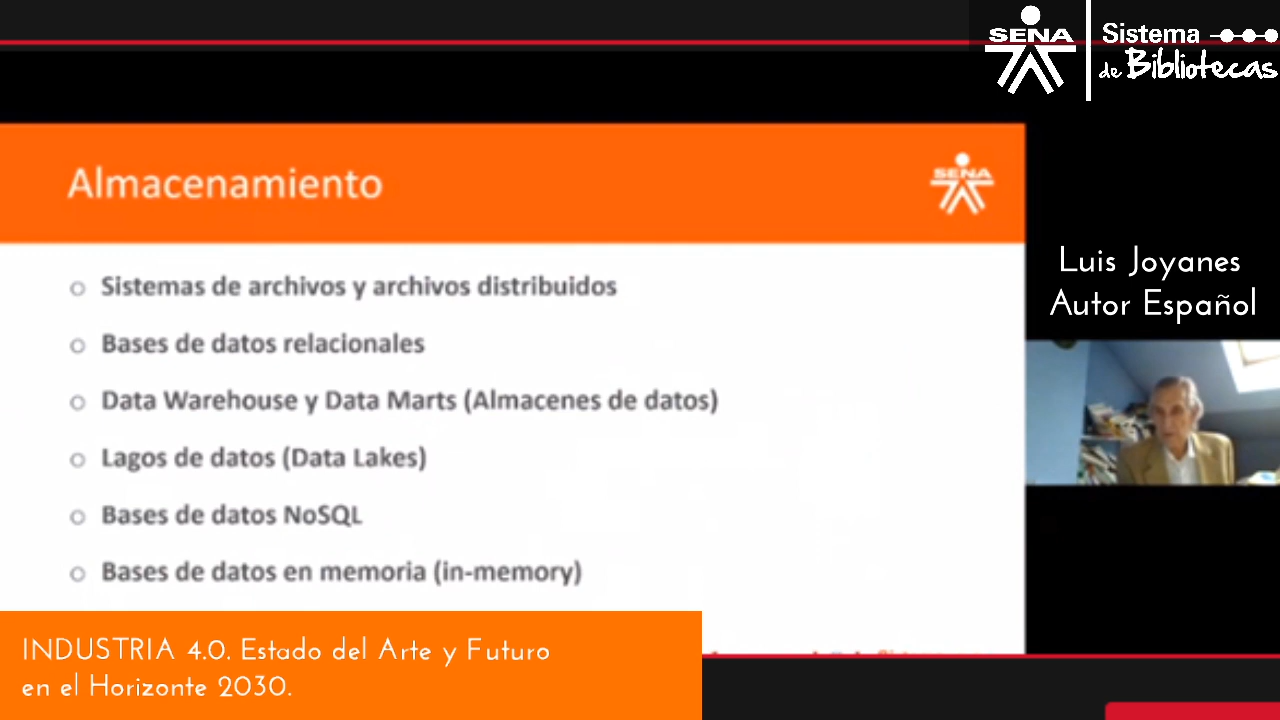 SENA
Sistema
de Bibliotecas
Almacenamiento
SENA
Sistemas de archivos y archivos distribuidos
Bases de datos relacionales
Data Warehouse y Data Marts (Almacenes de datos)
Lagos de datos (Data Lakes)
Bases de datos NoSQL
Bases de datos en memoria (in-memory)
Luis Joyanes
Autor Español
INDUSTRIA 4.0. Estado del Arte y Futuro
en el Horizonte 2030.